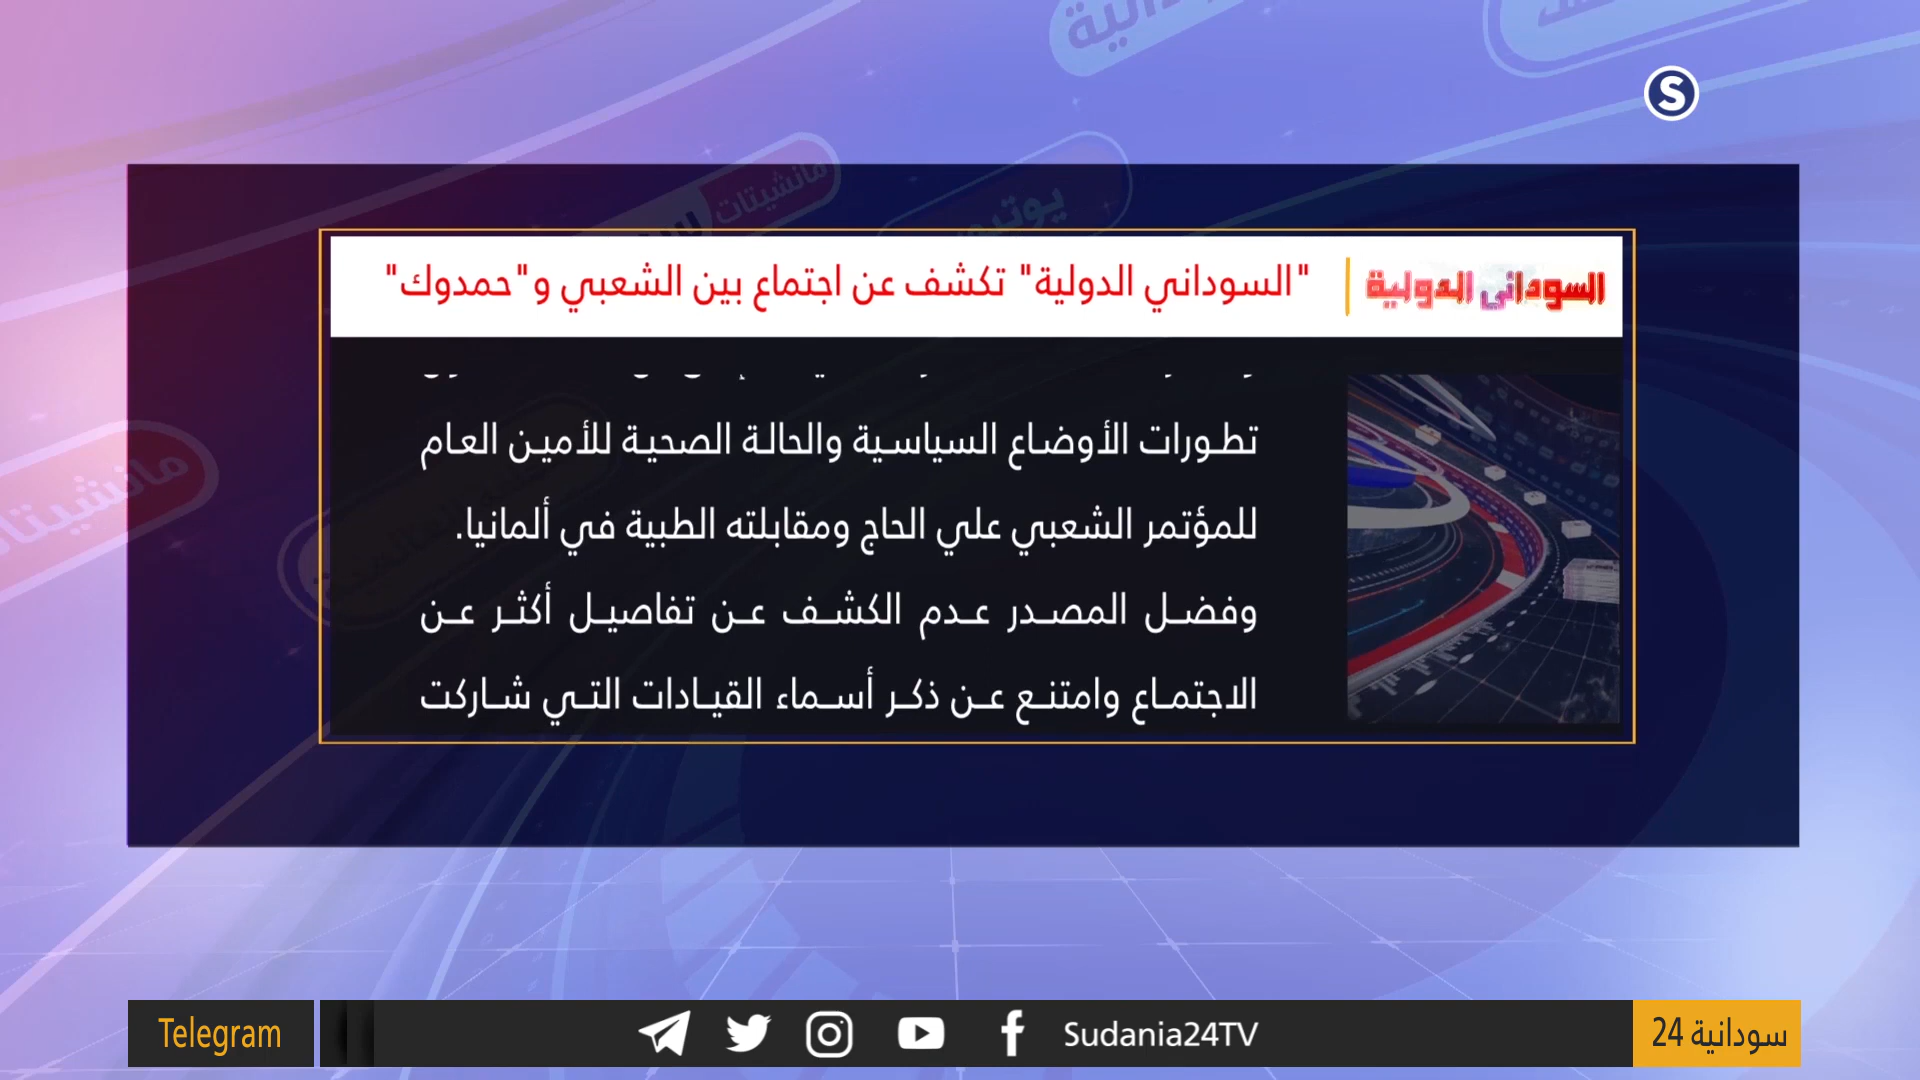 S
مانشيتات
السوداني الدولية
"السوداني الدولية" تكشف عن اجتماع بين الشعبي و"حمدوك"
تطورات الأوضاع السياسية والحالة الصحية للأمين العام
للمؤتمر الشعبي علي الحاج ومقابلته الطبية في ألمانيا.
وفضل المصدر عدم الكشف عن تفاصيل أكثر عن
الاجتماع وامتنع عن ذكر أسماء القيادات التي شاركت
Telegram
Sudania24TV
سودانية 24